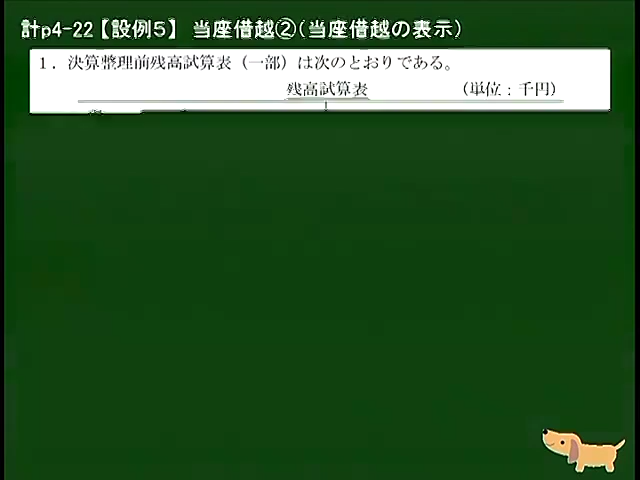 計p4-22【設例5】 当座借越②(当座借越の表示)
1．決算整理前残高試算表（一部）は次のとおりである。
残高試算表 （単位：千円）